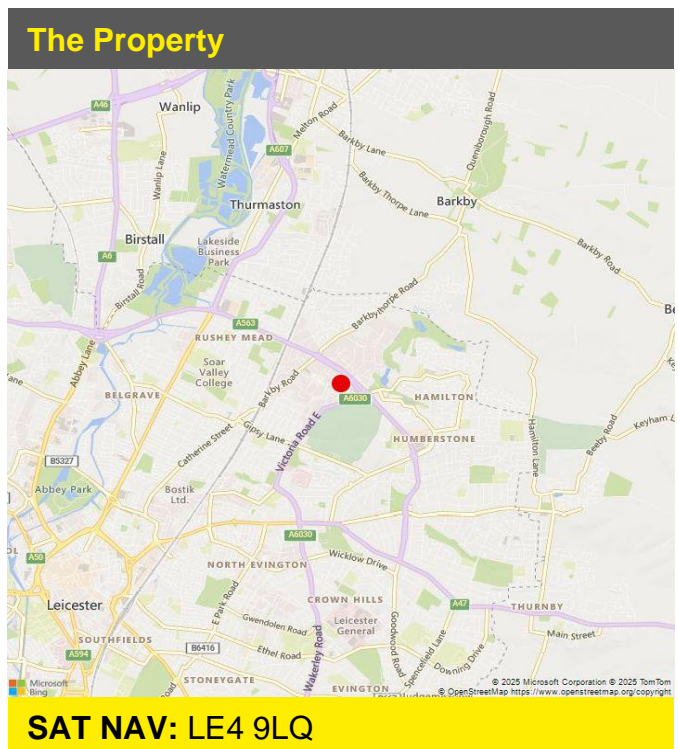 The Property
A46
Wanlip
Watermead Country Park
Melton Road
Queniborough Road
A607
Barkby Lane
Wanlip Lane
Barkby Thorpe Lane
Thurmaston
Barkby
Birstall
Lakeside
Business
Park
A6
Barkby Road
Birstall Road
Barkbythorpe Road
Be
A563
RUSHEY MEAD
Abbey Lane
Soar
Valley
College
ane
Barkby Road
A6030
HAMILTON
BELGRAVE
Catherine Street
Gipsy Lane
Victoria Road E
HUMBERSTONE
Hamilton Lane
Beeby Road
Keyham La
B5327
Abbey Park
Bostik
Ltd.
A6030
OL
A50
Wicklow Drive
NORTH EVINGTON
E Park Road
CROWN HILLS
A47
THURNBY
Leicester
Gwendolen Road
Leicester
General
Goodwood Road
Spencefield Lane
Main Street
SOUTHFIELDS
B6416
Ethel Road
Wakerley Road
Downing Drive
A594
STONEYGATE
EVINGTON
Road
Microsoft
Bing
© 2025 Microsoft Corporation © 2025 TomTom
© OpenStreetMap https://www.openstreetmap.org/copyright
SAT NAV: LE4 9LQ